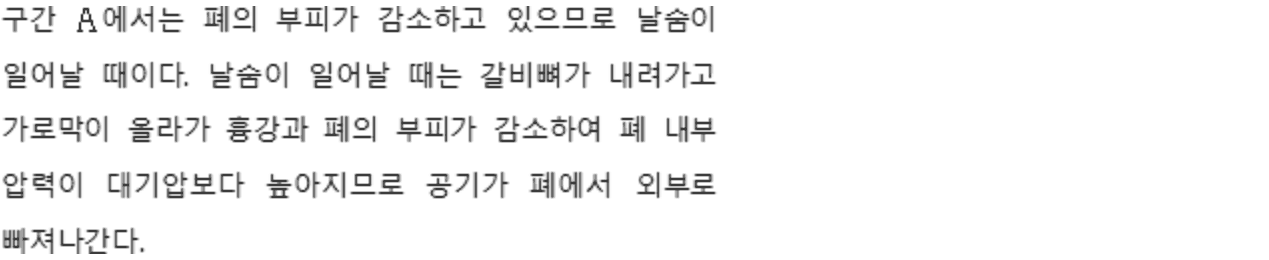 구간 A에서는 폐의 부피가 감소하고 있으므로 날숨이
일어날 때이다. 날숨이 일어날 때는 갈비뼈가 내려가고
가로막이 올라가 흉강과 폐의 부피가 감소하여 폐 내부
압력이 대기압보다 높아지므로 공기가 폐에서 외부로
빠져나간다.